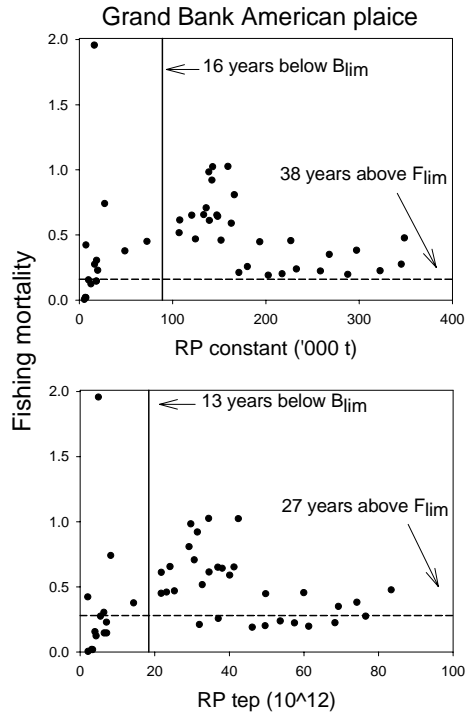 Grand Bank American plaice
2.0
16 years below Blim
1.5
38 years above Flim
1.0
0.5
0.0
0 100 200 300 400
RP constant ('000 t)
Fishing mortality
2.0
13 years below Blim
1.5
27 years above Flim
1.0
0.5
0.0
0 20 40 60 80 100
RP tep (10^12)